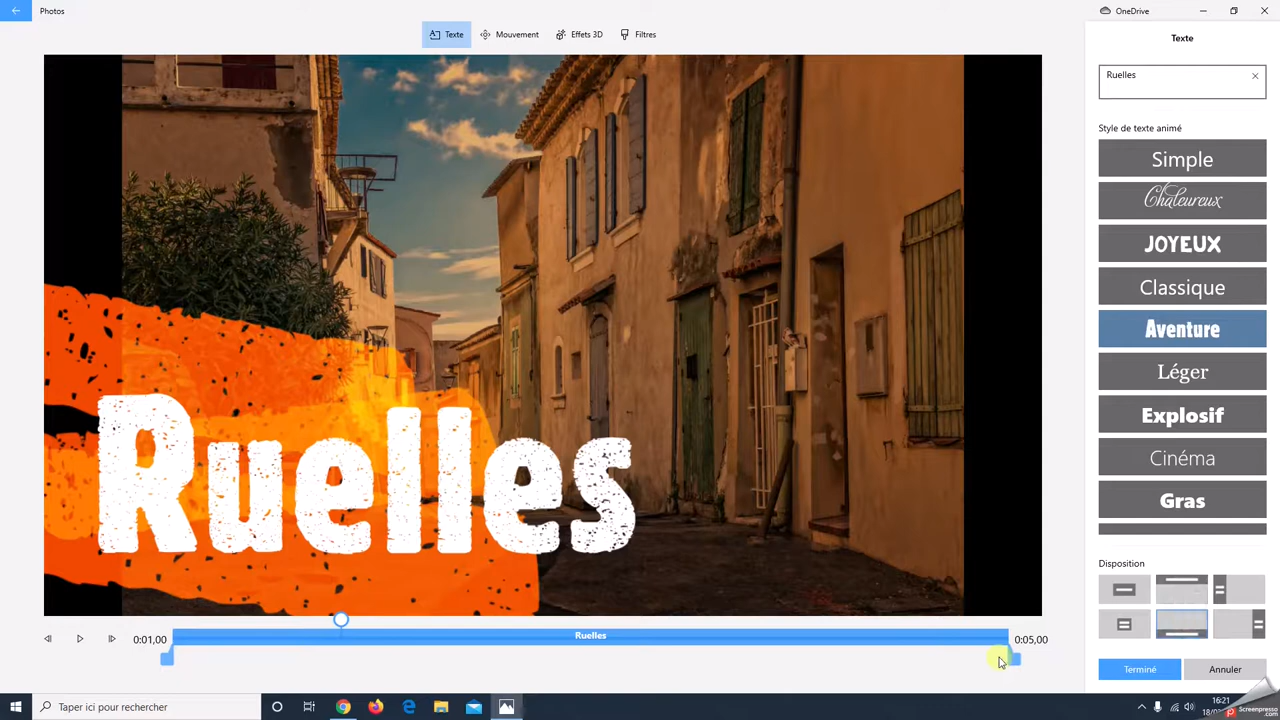 Photos
OneDrive
Texte
Mouvement
Effets 3D
Filtres
Texte
Ruelles
Style de texte animé
Simple
Chaleureux
JOYEUX
Classique
Aventure
Léger
Explosif
Cinéma
Gras
Disposition
Ruelles
0:01,00
Ruelles
0:05,00
Terminé
Annuler
Taper ici pour rechercher
16:21
Screenpresso
.com